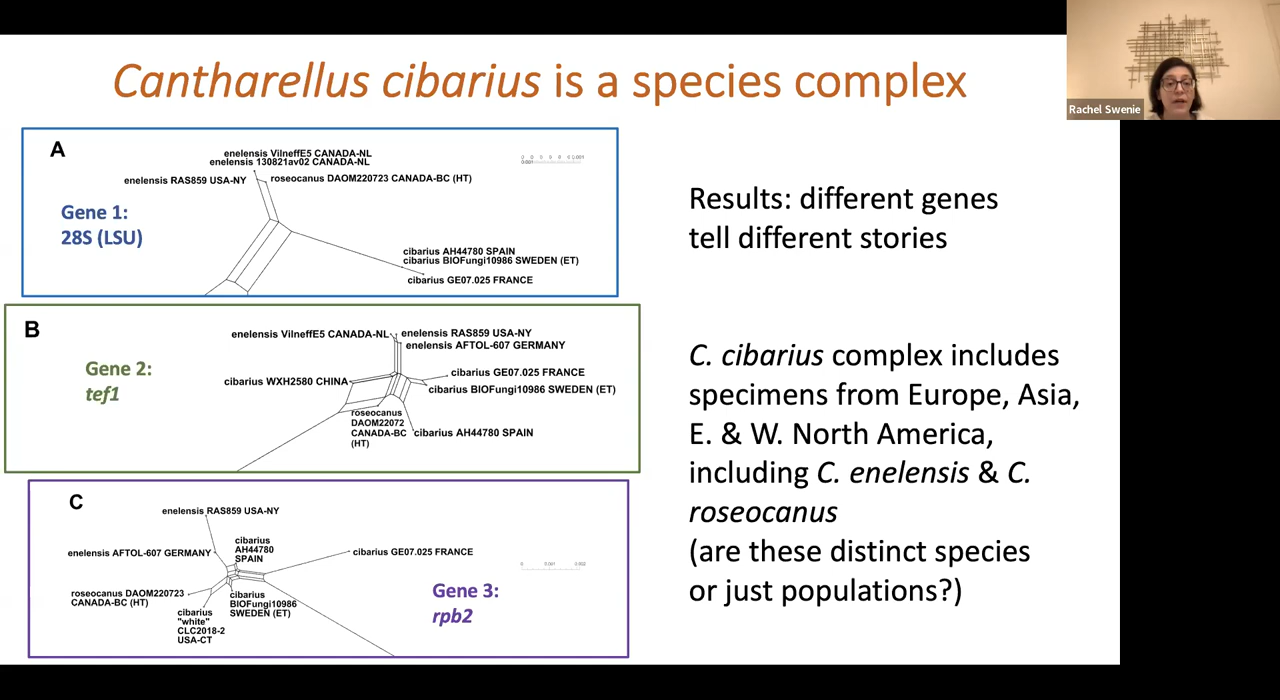 Cantharellus cibarius is a species complex
Rachel Swenie
A
enelensis VilneffE5 CANADA-NL
enelensis 130821av02 CANADA-NL
enelensis RAS859 USA-NY
roseocanus DAOM220723 CANADA-BC (HT)
Gene 1:
28S (LSU)
cibarius AH44780 SPAIN
cibarius BIOFungi10986 SWEDEN (ET)
cibarius GE07.025 FRANCE
B
enelensis VilneffE5 CANADA-NL
enelensis RAS859 USA-NY
enelensis AFTOL-607 GERMANY
Gene 2:
tef1
cibarius WXH2580 CHINA
cibarius GE07.025 FRANCE
cibarius BIOFungi10986 SWEDEN (ET)
roseocanus
DAOM22072
CANADA-BC
(HT)
cibarius AH44780 SPAIN
C
enelensis RAS859 USA-NY
enelensis AFTOL-607 GERMANY
cibarius
AH44780
SPAIN
cibarius GE07.025 FRANCE
roseocanus DAOM220723
CANADA-BC (HT)
cibarius
"white"
CLC2018-2
USA-CT
cibarius
BIOFungi10986
SWEDEN (ET)
0 0.001 0.002
Gene 3:
rpb2
Results: different genes
tell different stories
C. cibarius complex includes
specimens from Europe, Asia,
E. & W. North America,
including C. enelensis & C.
roseocanus
(are these distinct species
or just populations?)